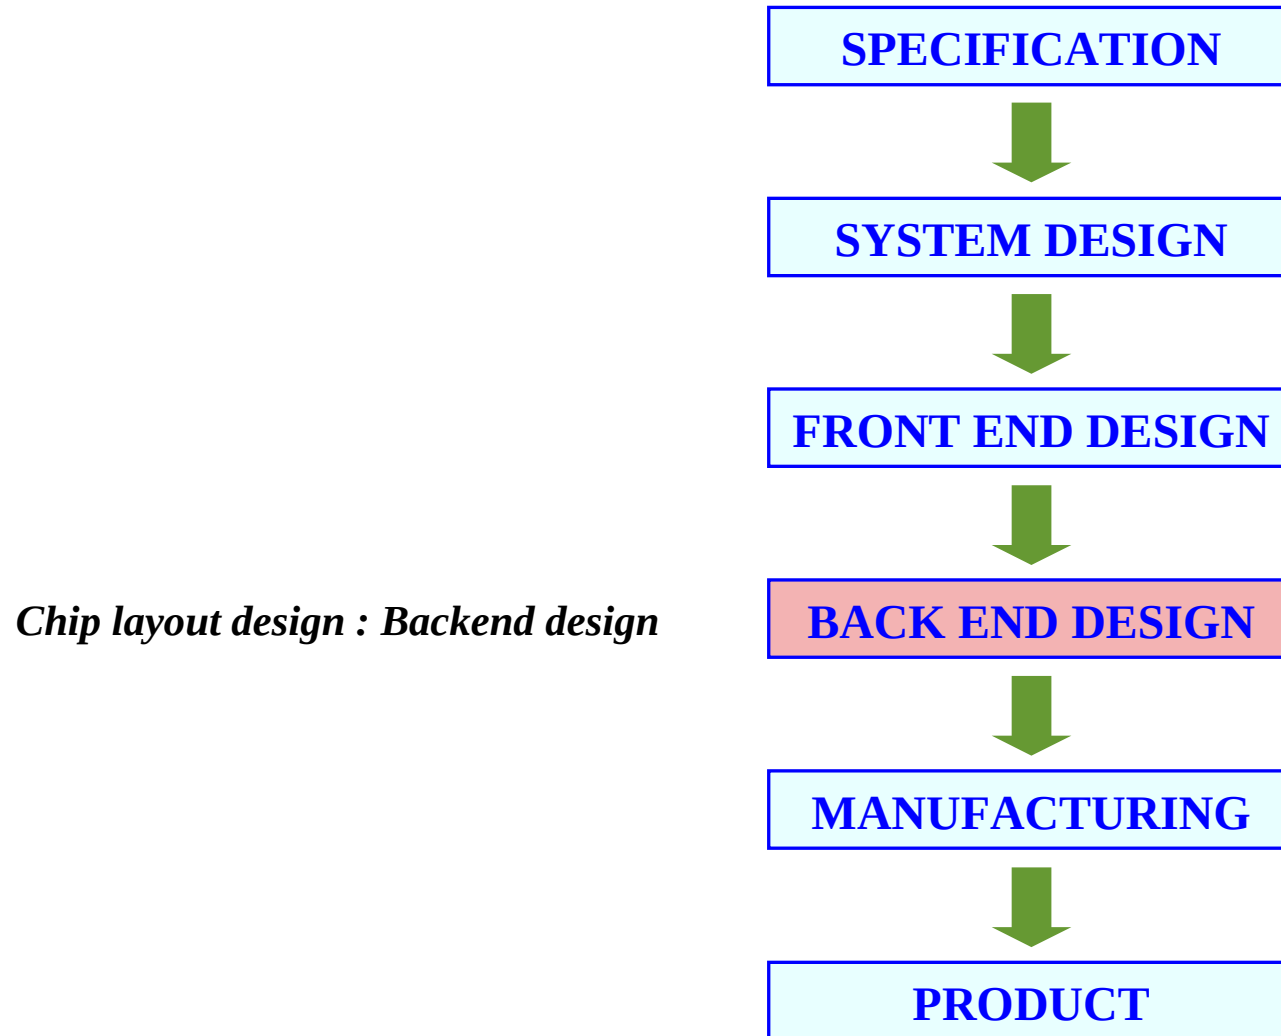 SPECIFICATION
SYSTEM DESIGN
FRONT END DESIGN
Chip layout design : Backend design
BACK END DESIGN
MANUFACTURING
PRODUCT